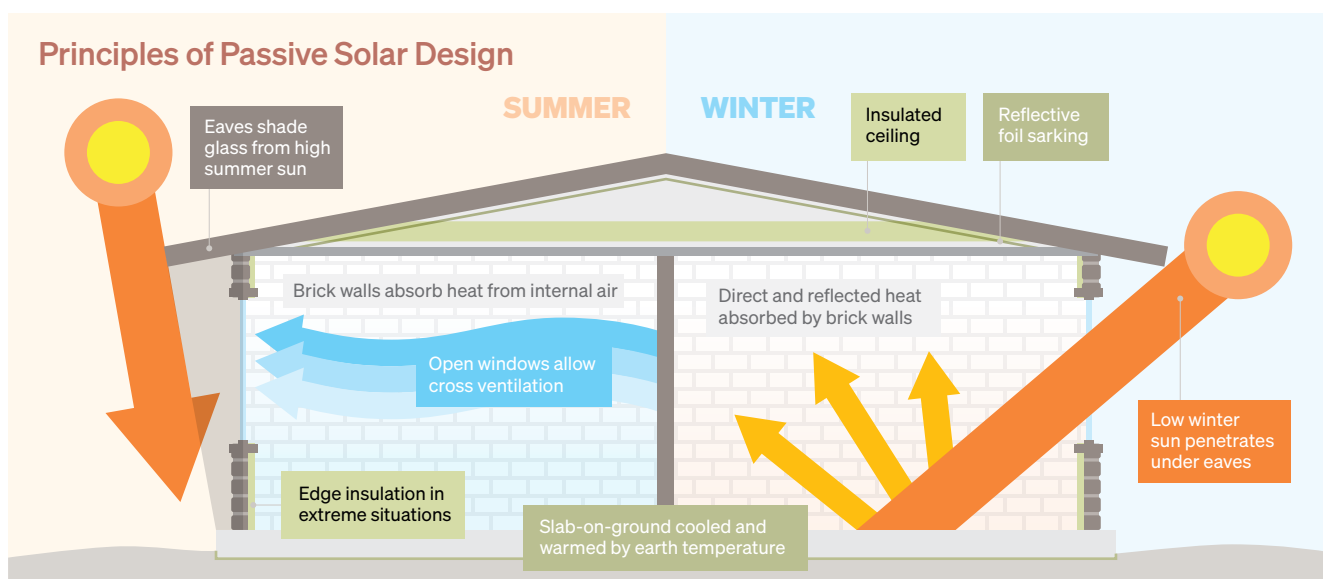 Principles of Passive Solar Design
SUMMER
WINTER
Eaves shade
glass from high
summer sun
Insulated
ceiling
Reflective
foil sarking
Brick walls absorb heat from internal air
Direct and reflected heat
absorbed by brick walls
Open windows allow
cross ventilation
Low winter
sun penetrates
under eaves
Edge insulation in
extreme situations
Slab-on-ground cooled and
warmed by earth temperature